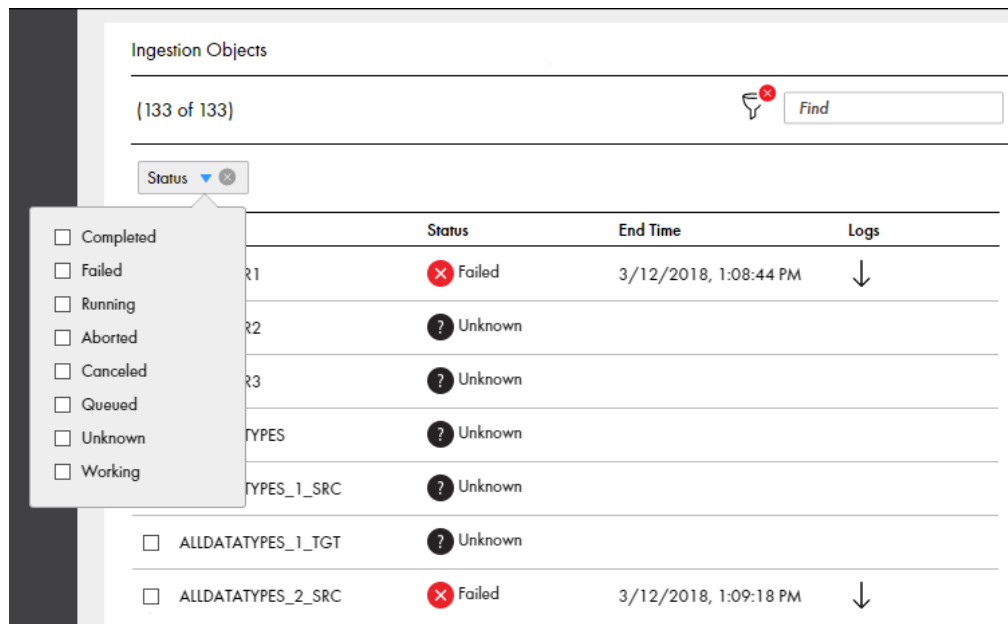 Ingestion Objects
(133 of 133)
Find
Status
Completed
Failed
Running
Aborted
Canceled
Queued
Unknown
Working
Status End Time Logs
R1 Failed 3/12/2018, 1:08:44 PM
R2 Unknown
R3 Unknown
TYPES Unknown
TYPES_1_SRC Unknown
ALLDATATYPES_1_TGT Unknown
ALLDATATYPES_2_SRC Failed 3/12/2018, 1:09:18 PM